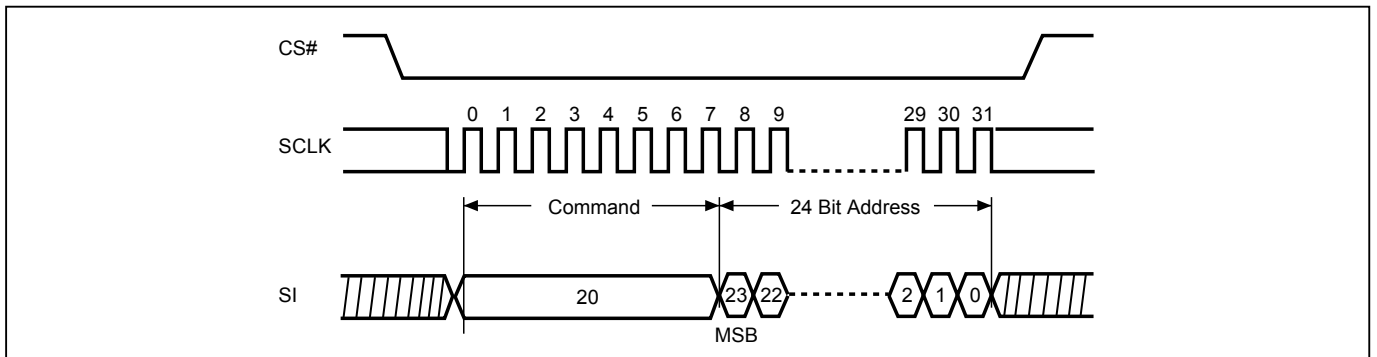 CS#
0 1 2 3 4 5 6 7 8 9 29 30 31
SCLK
Command 24 Bit Address
SI 20 23 22 2 1 0
MSB